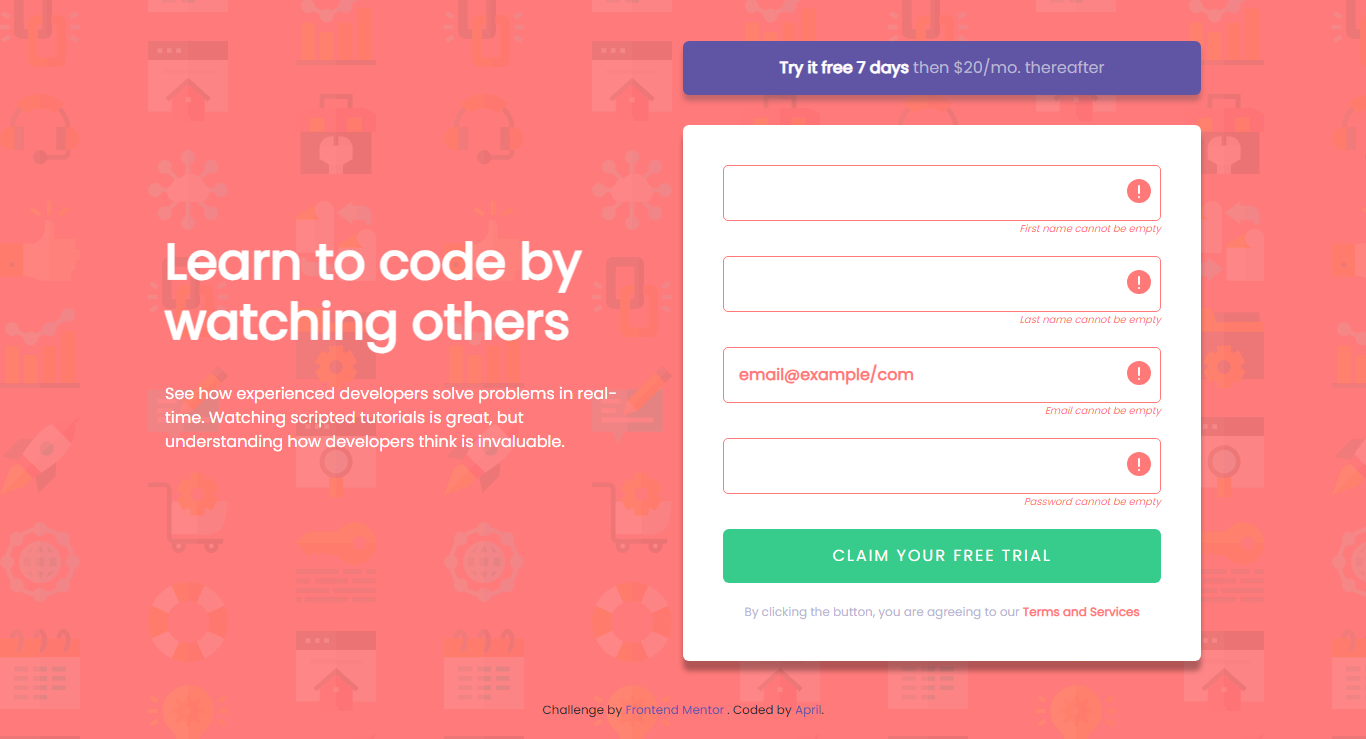 Try it free 7 days then $20/mo. thereafter
Learn to code by
watching others
See how experienced developers solve problems in real-
time. Watching scripted tutorials is great, but
understanding how developers think is invaluable.
First name cannot be empty
Last name cannot be empty
email@example/com
Email cannot be empty
Password cannot be empty
CLAIM YOUR FREE TRIAL
By clicking the button, you are agreeing to our Terms and Services
Challenge by Frontend Mentor . Coded by April.